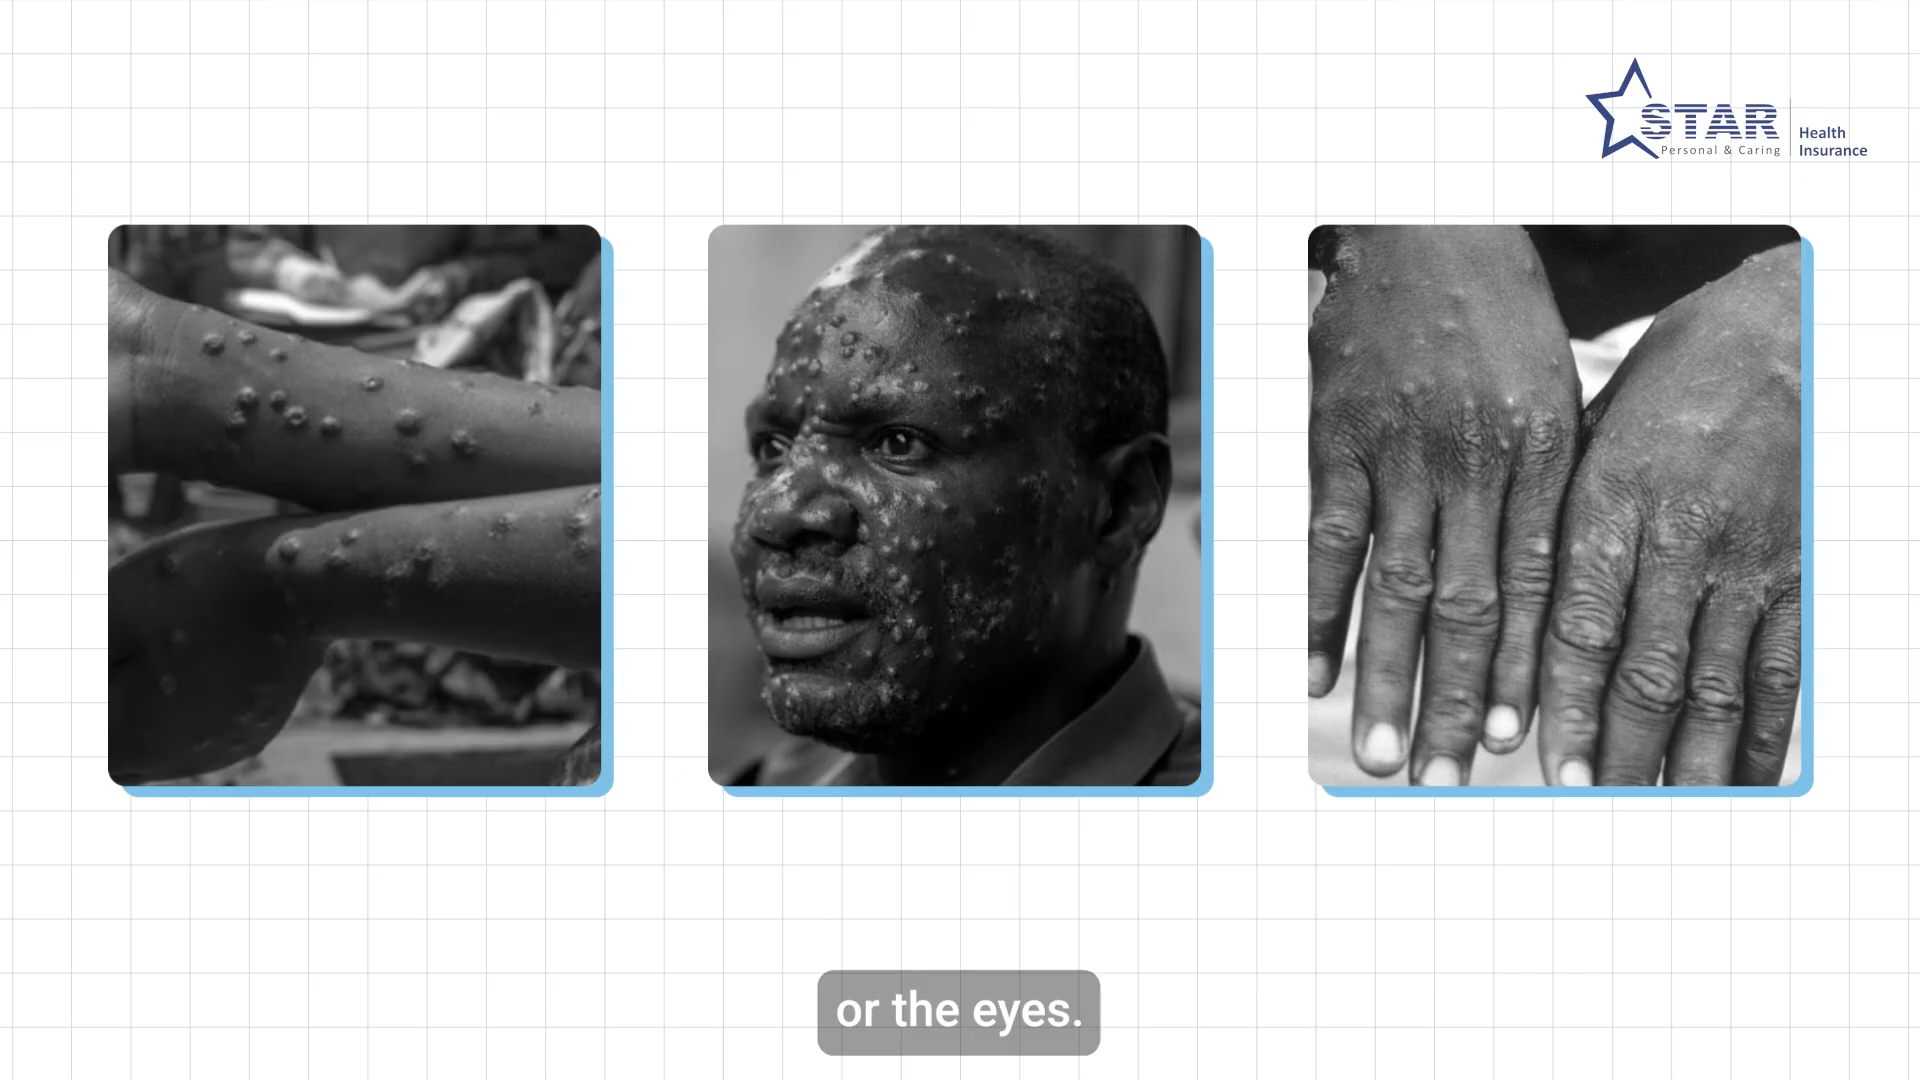 STAR
Personal & Caring
Health
Insurance
or the eyes.